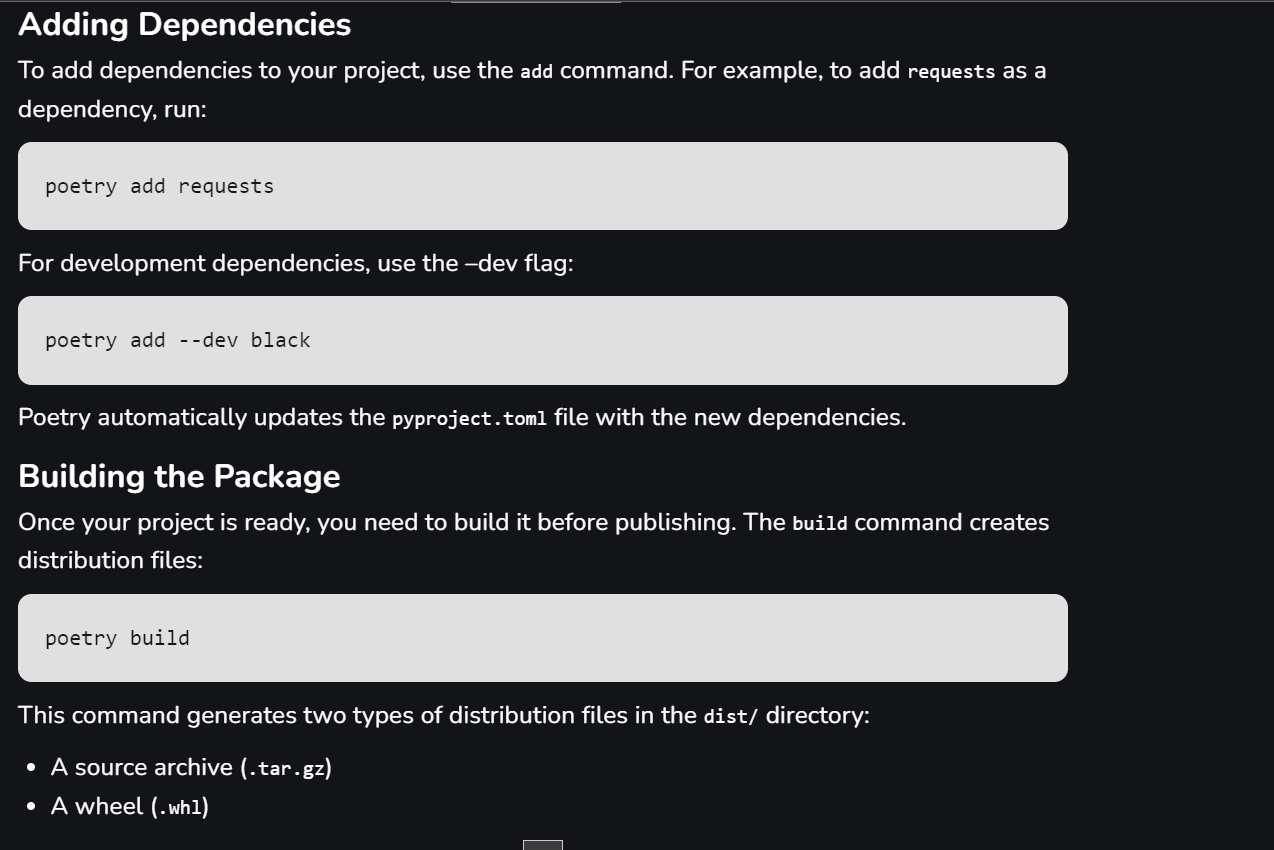 Adding Dependencies
To add dependencies to your project, use the add command. For example, to add requests as a
dependency, run:
poetry add requests
For development dependencies, use the –dev flag:
poetry add --dev black
Poetry automatically updates the pyproject.toml file with the new dependencies.
Building the Package
Once your project is ready, you need to build it before publishing. The build command creates
distribution files:
poetry build
This command generates two types of distribution files in the dist/ directory:
• A source archive (.tar.gz)
• A wheel (.whl)